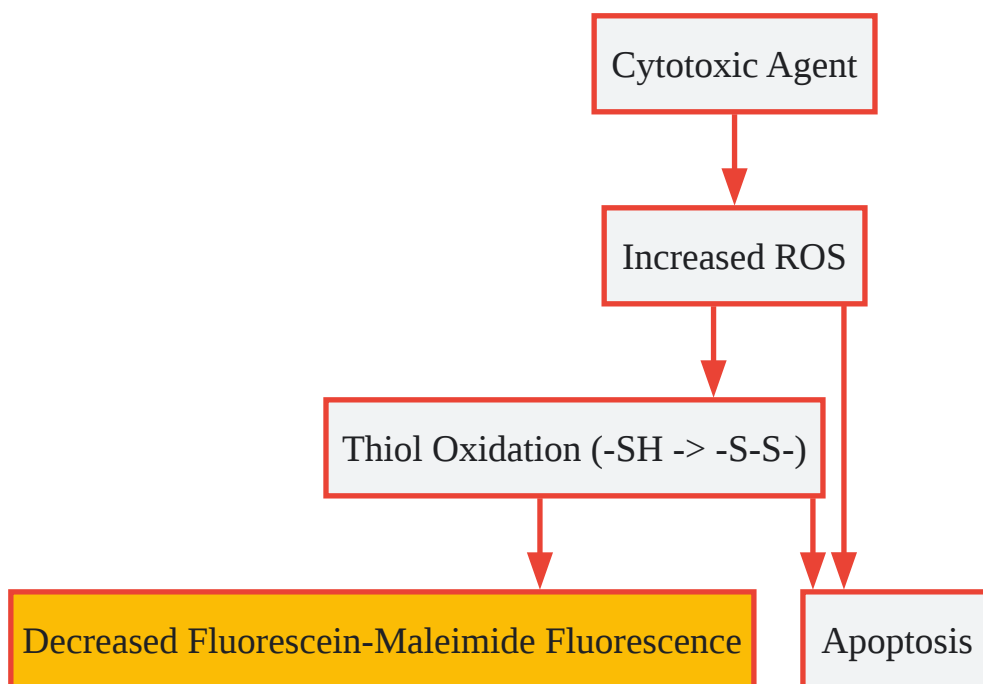 Cytotoxic Agent
Increased ROS
Thiol Oxidation (-SH -> -S-S-)
Decreased Fluorescein-Maleimide Fluorescence
Apoptosis